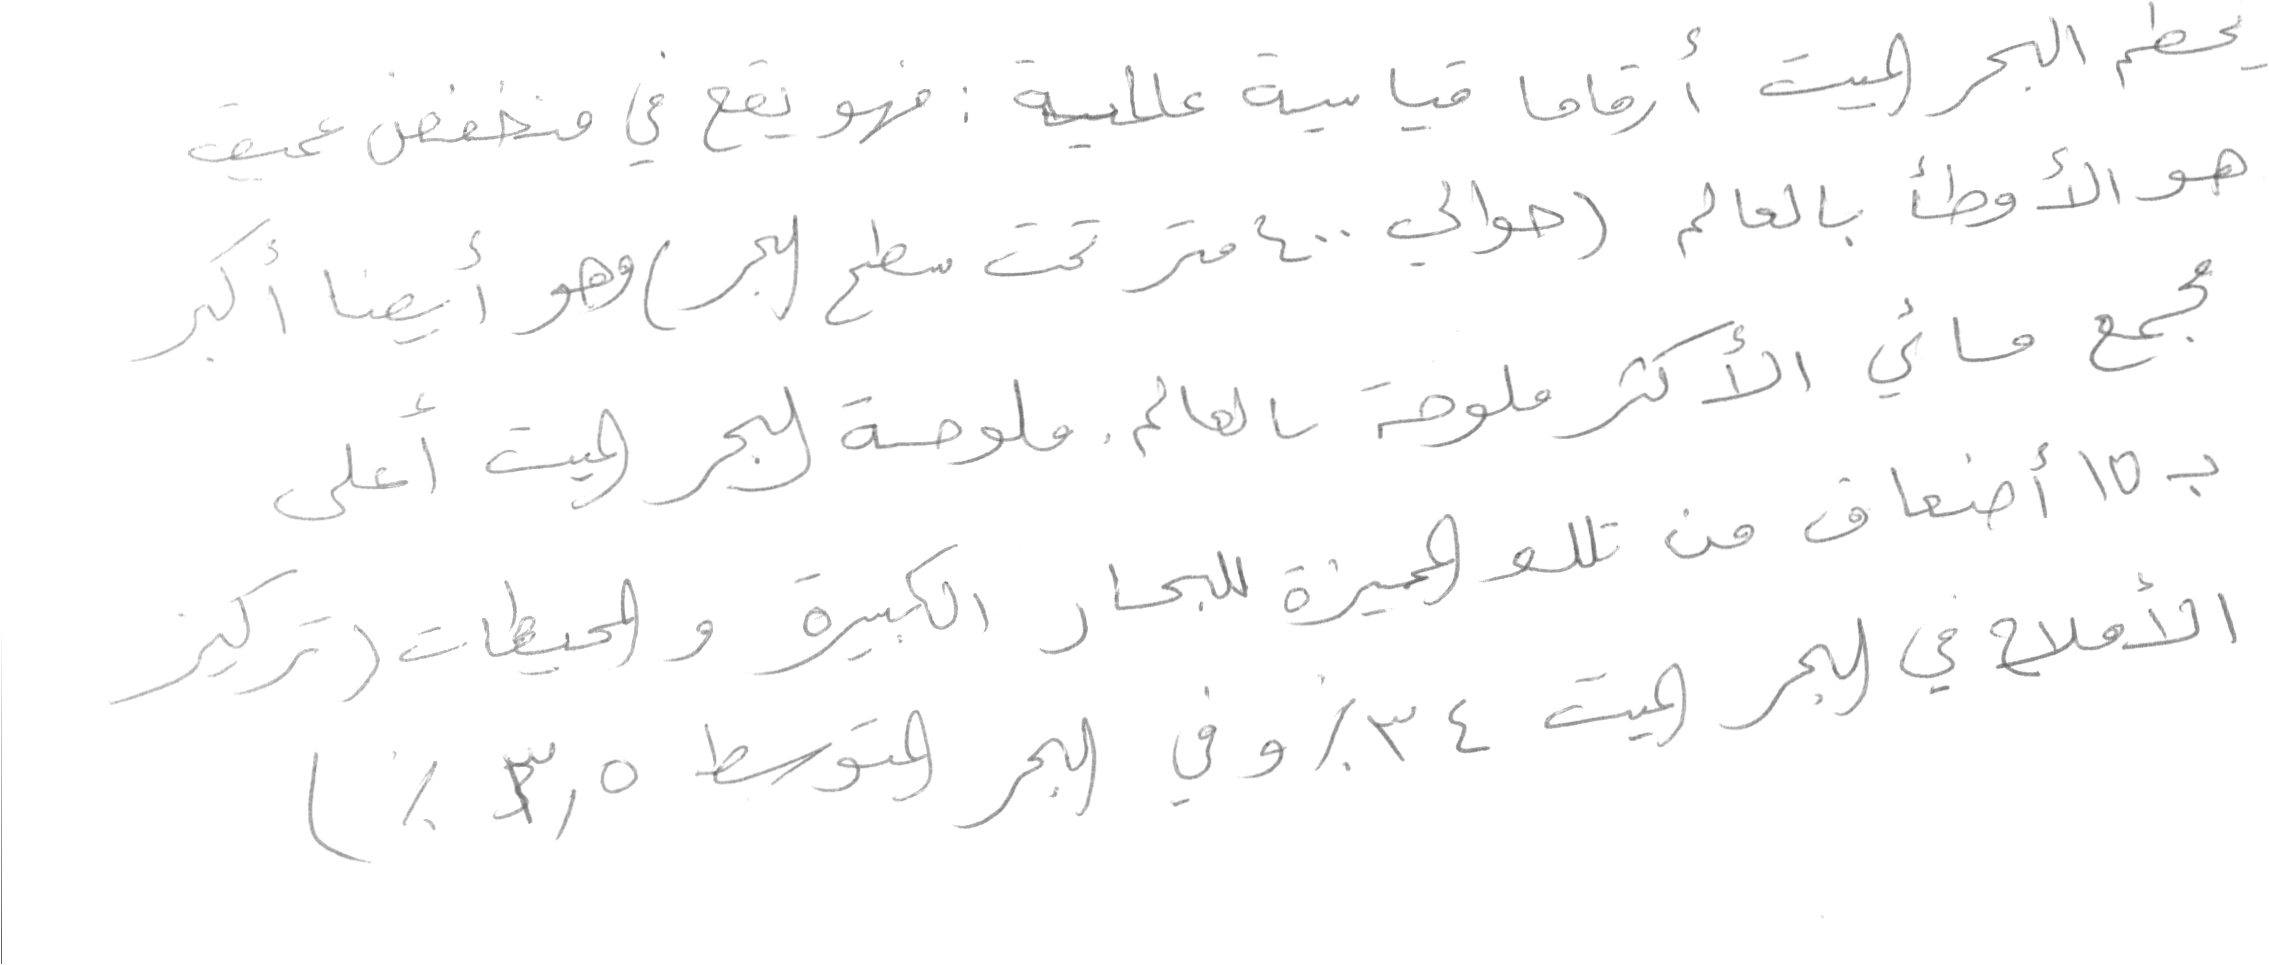 يحطم البحر الميت أرقاما قياسية عالمية : فهو يقع في منخفض عميق
هو الأوطأ بالعالم (حوالي ٤٠٠ متر تحت سطح البحر) وهو أيضا أكبر
مجمع مائي الأكثر ملوحة بالعالم. ملوحة البحر الميت أعلى
بـ ١٥ أضعاف من تلك المميزة للبحار الكبيرة و المحيطات (تركيز
الأملاح في البحر الميت ٣٤٪ و في البحر المتوسط ٣,٥ ٪)